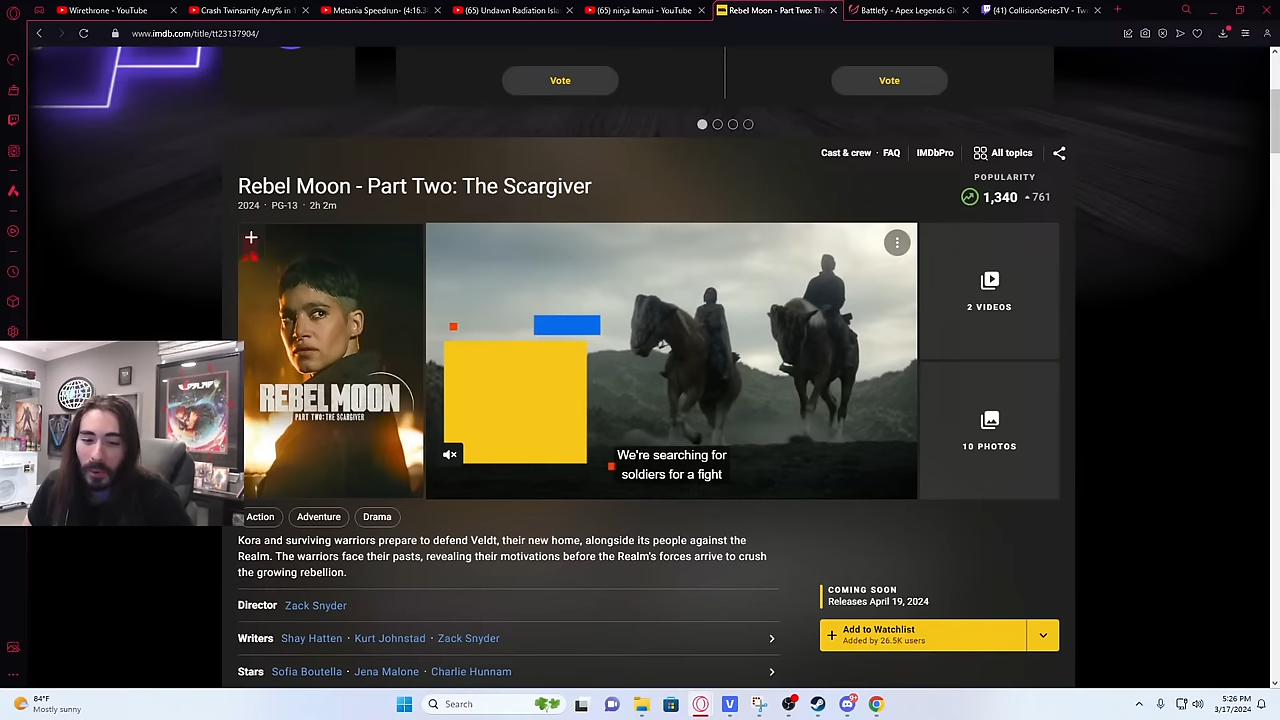 Wirethrone - YouTube
Crash Twinsanity Any% in 1
Metania Speedrun- (4:16.3
(65) Undawn Radiation Isla
(65) ninja kamui - YouTube
Rebel Moon - Part Two: The
Battlefy - Apex Legends Gl
(41) CollisionSeriesTV - Tw
www.imdb.com/title/tt23137904/
Vote
Vote
Cast & crew · FAQ
IMDbPro
All topics
Rebel Moon - Part Two: The Scargiver
2024 · PG-13 · 2h 2m
POPULARITY
1,340
761
REBEL MOON
PART TWO: THE SCARGIVER
We're searching for
soldiers for a fight
2 VIDEOS
10 PHOTOS
Action
Adventure
Drama
Kora and surviving warriors prepare to defend Veldt, their new home, alongside its people against the
Realm. The warriors face their pasts, revealing their motivations before the Realm's forces arrive to crush
the growing rebellion.
Director Zack Snyder
Writers Shay Hatten · Kurt Johnstad · Zack Snyder
Stars Sofia Boutella · Jena Malone · Charlie Hunnam
COMING SOON
Releases April 19, 2024
Add to Watchlist
Added by 26.5K users
84°F
Mostly sunny
Search
5:26 PM
3/17/2024